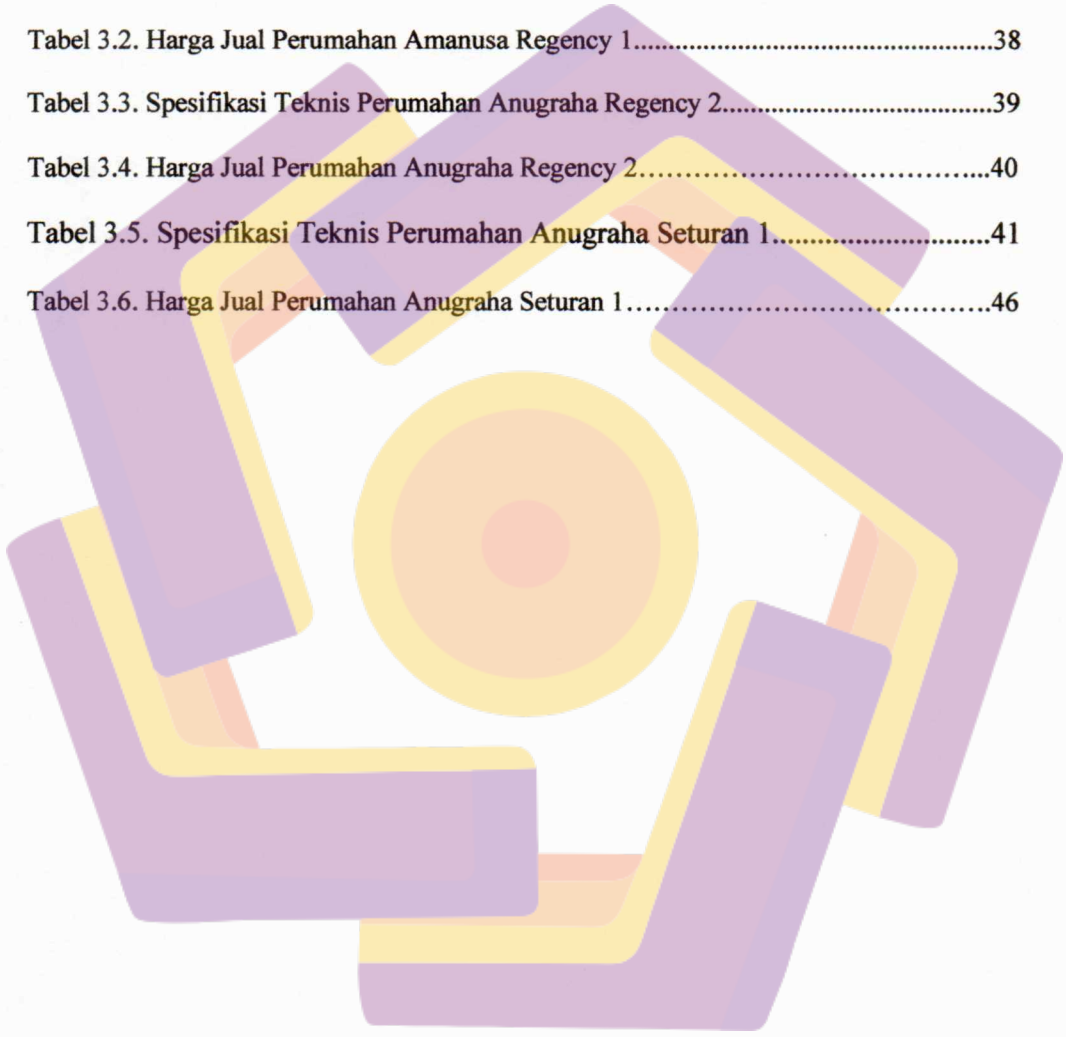 Tabel 3.2. Harga Jual Perumahan Amanusa Regency 1.................................................38
Tabel 3.3. Spesifikasi Teknis Perumahan Anugraha Regency 2.....................................39
Tabel 3.4. Harga Jual Perumahan Anugraha Regency 2..........................................40
Tabel 3.5. Spesifikasi Teknis Perumahan Anugraha Seturan 1............................41
Tabel 3.6. Harga Jual Perumahan Anugraha Seturan 1..........................................46